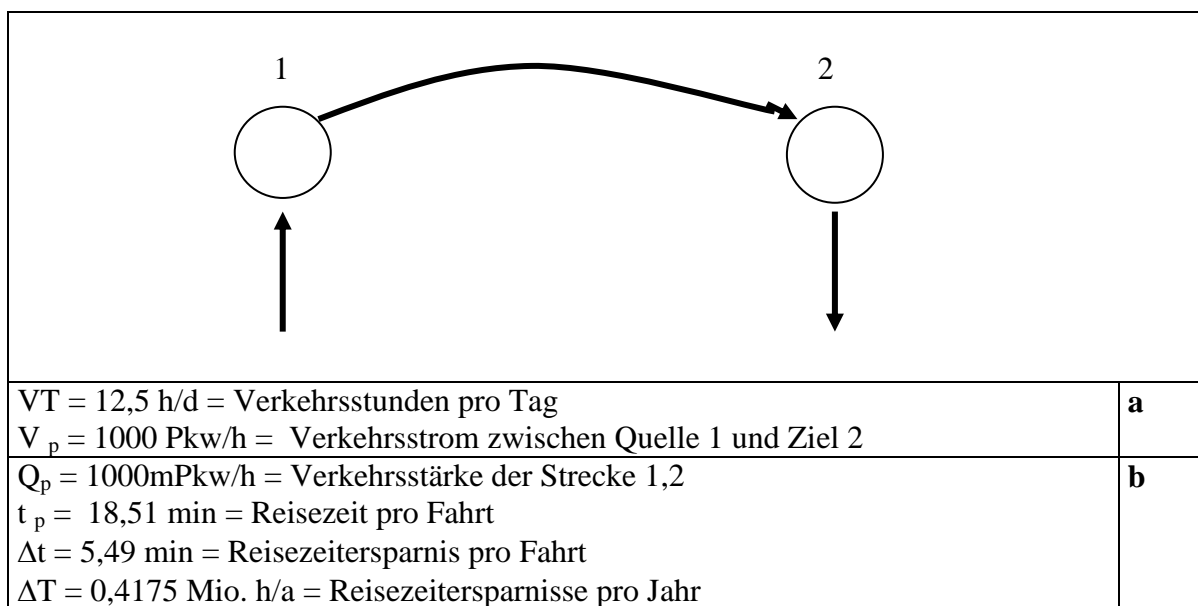 1 2
VT = 12,5 h/d = Verkehrsstunden pro Tag a
V p = 1000 Pkw/h = Verkehrsstrom zwischen Quelle 1 und Ziel 2
Qp = 1000mPkw/h = Verkehrsstärke der Strecke 1,2 b
t p = 18,51 min = Reisezeit pro Fahrt
Δt = 5,49 min = Reisezeitersparnis pro Fahrt
ΔT = 0,4175 Mio. h/a = Reisezeitersparnisse pro Jahr